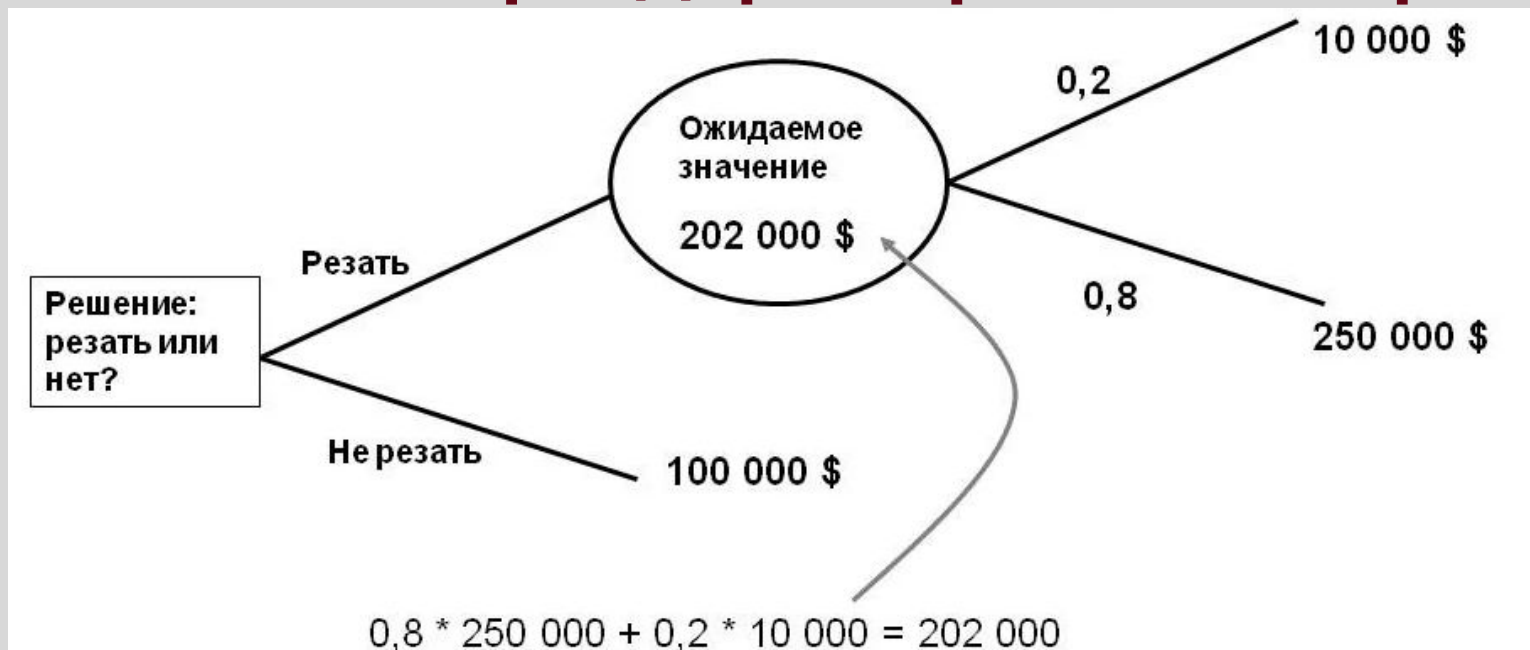 10 000 $
0,2
Ожидаемое
значение
202 000 $
Резать
0,8
Решение:
резать или
нет?
250 000 $
Не резать
100 000 $
0,8 * 250 000 + 0,2 * 10 000 = 202 000